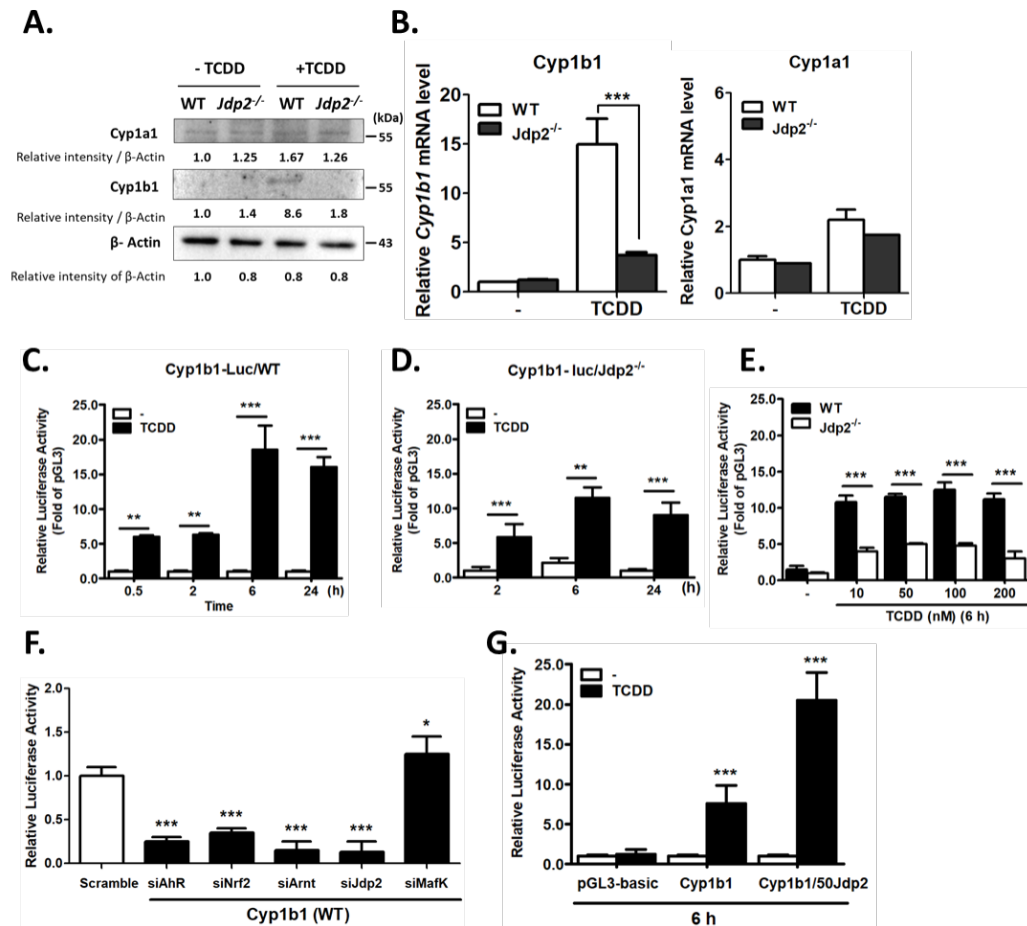 A.
- TCDD +TCDD
WT Jdp2-/- WT Jdp2-/- (kDa)
Cyp1a1 55
Relative intensity / β-Actin 1.0 1.25 1.67 1.26
Cyp1b1 55
Relative intensity / β-Actin 1.0 1.4 8.6 1.8
β- Actin 43
Relative intensity of β-Actin 1.0 0.8 0.8 0.8
B.
Cyp1b1
Relative Cyp1b1 mRNA level
20
15
10
5
0
WT
Jdp2-/-
***
- TCDD
Cyp1a1
Relative Cyp1a1 mRNA level
6
4
2
0
WT
Jdp2-/-
- TCDD
C.
Cyp1b1-Luc/WT
Relative Luciferase Activity
(Fold of pGL3)
25.0
20.0
15.0
10.0
5.0
0.0
-
TCDD
** ** *** ***
0.5 2 6 24 (h)
Time
D.
Cyp1b1- luc/Jdp2-/-
Relative Luciferase Activity
(Fold of pGL3)
25.0
20.0
15.0
10.0
5.0
0.0
-
TCDD
*** ** ***
2 6 24 (h)
E.
Relative Luciferase Activity
(Fold of pGL3)
20.0
15.0
10.0
5.0
0.0
WT
Jdp2-/-
*** *** *** ***
- 10 50 100 200
TCDD (nM) (6 h)
F.
Relative Luciferase Activity
2.0
1.5
1.0
0.5
0.0
*** *** *** *** *
Scramble siAhR siNrf2 siArnt siJdp2 siMafK
Cyp1b1 (WT)
G.
Relative Luciferase Activity
25.0
20.0
15.0
10.0
5.0
0.0
-
TCDD
*** ***
pGL3-basic Cyp1b1 Cyp1b1/50Jdp2
6 h